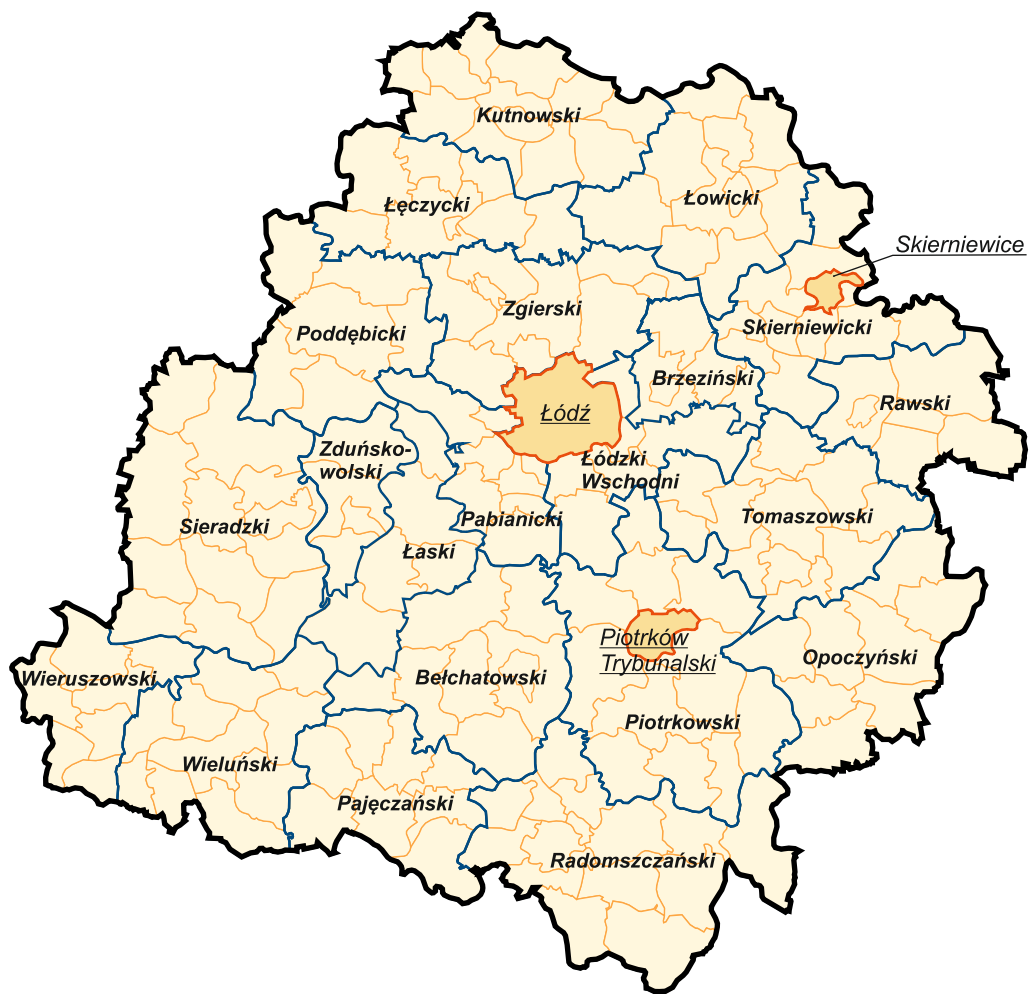 Kutnowski
Łęczycki
Łowicki
Skierniewice
Zgierski
Poddębicki
Skierniewicki
Brzeziński
Rawski
Łódź
Zduńsko-
wolski
Łódzki
Wschodni
Sieradzki
Pabianicki
Tomaszowski
Łaski
Piotrków
Trybunalski
Opoczyński
Wieruszowski
Bełchatowski
Piotrkowski
Wieluński
Pajęczański
Radomszczański